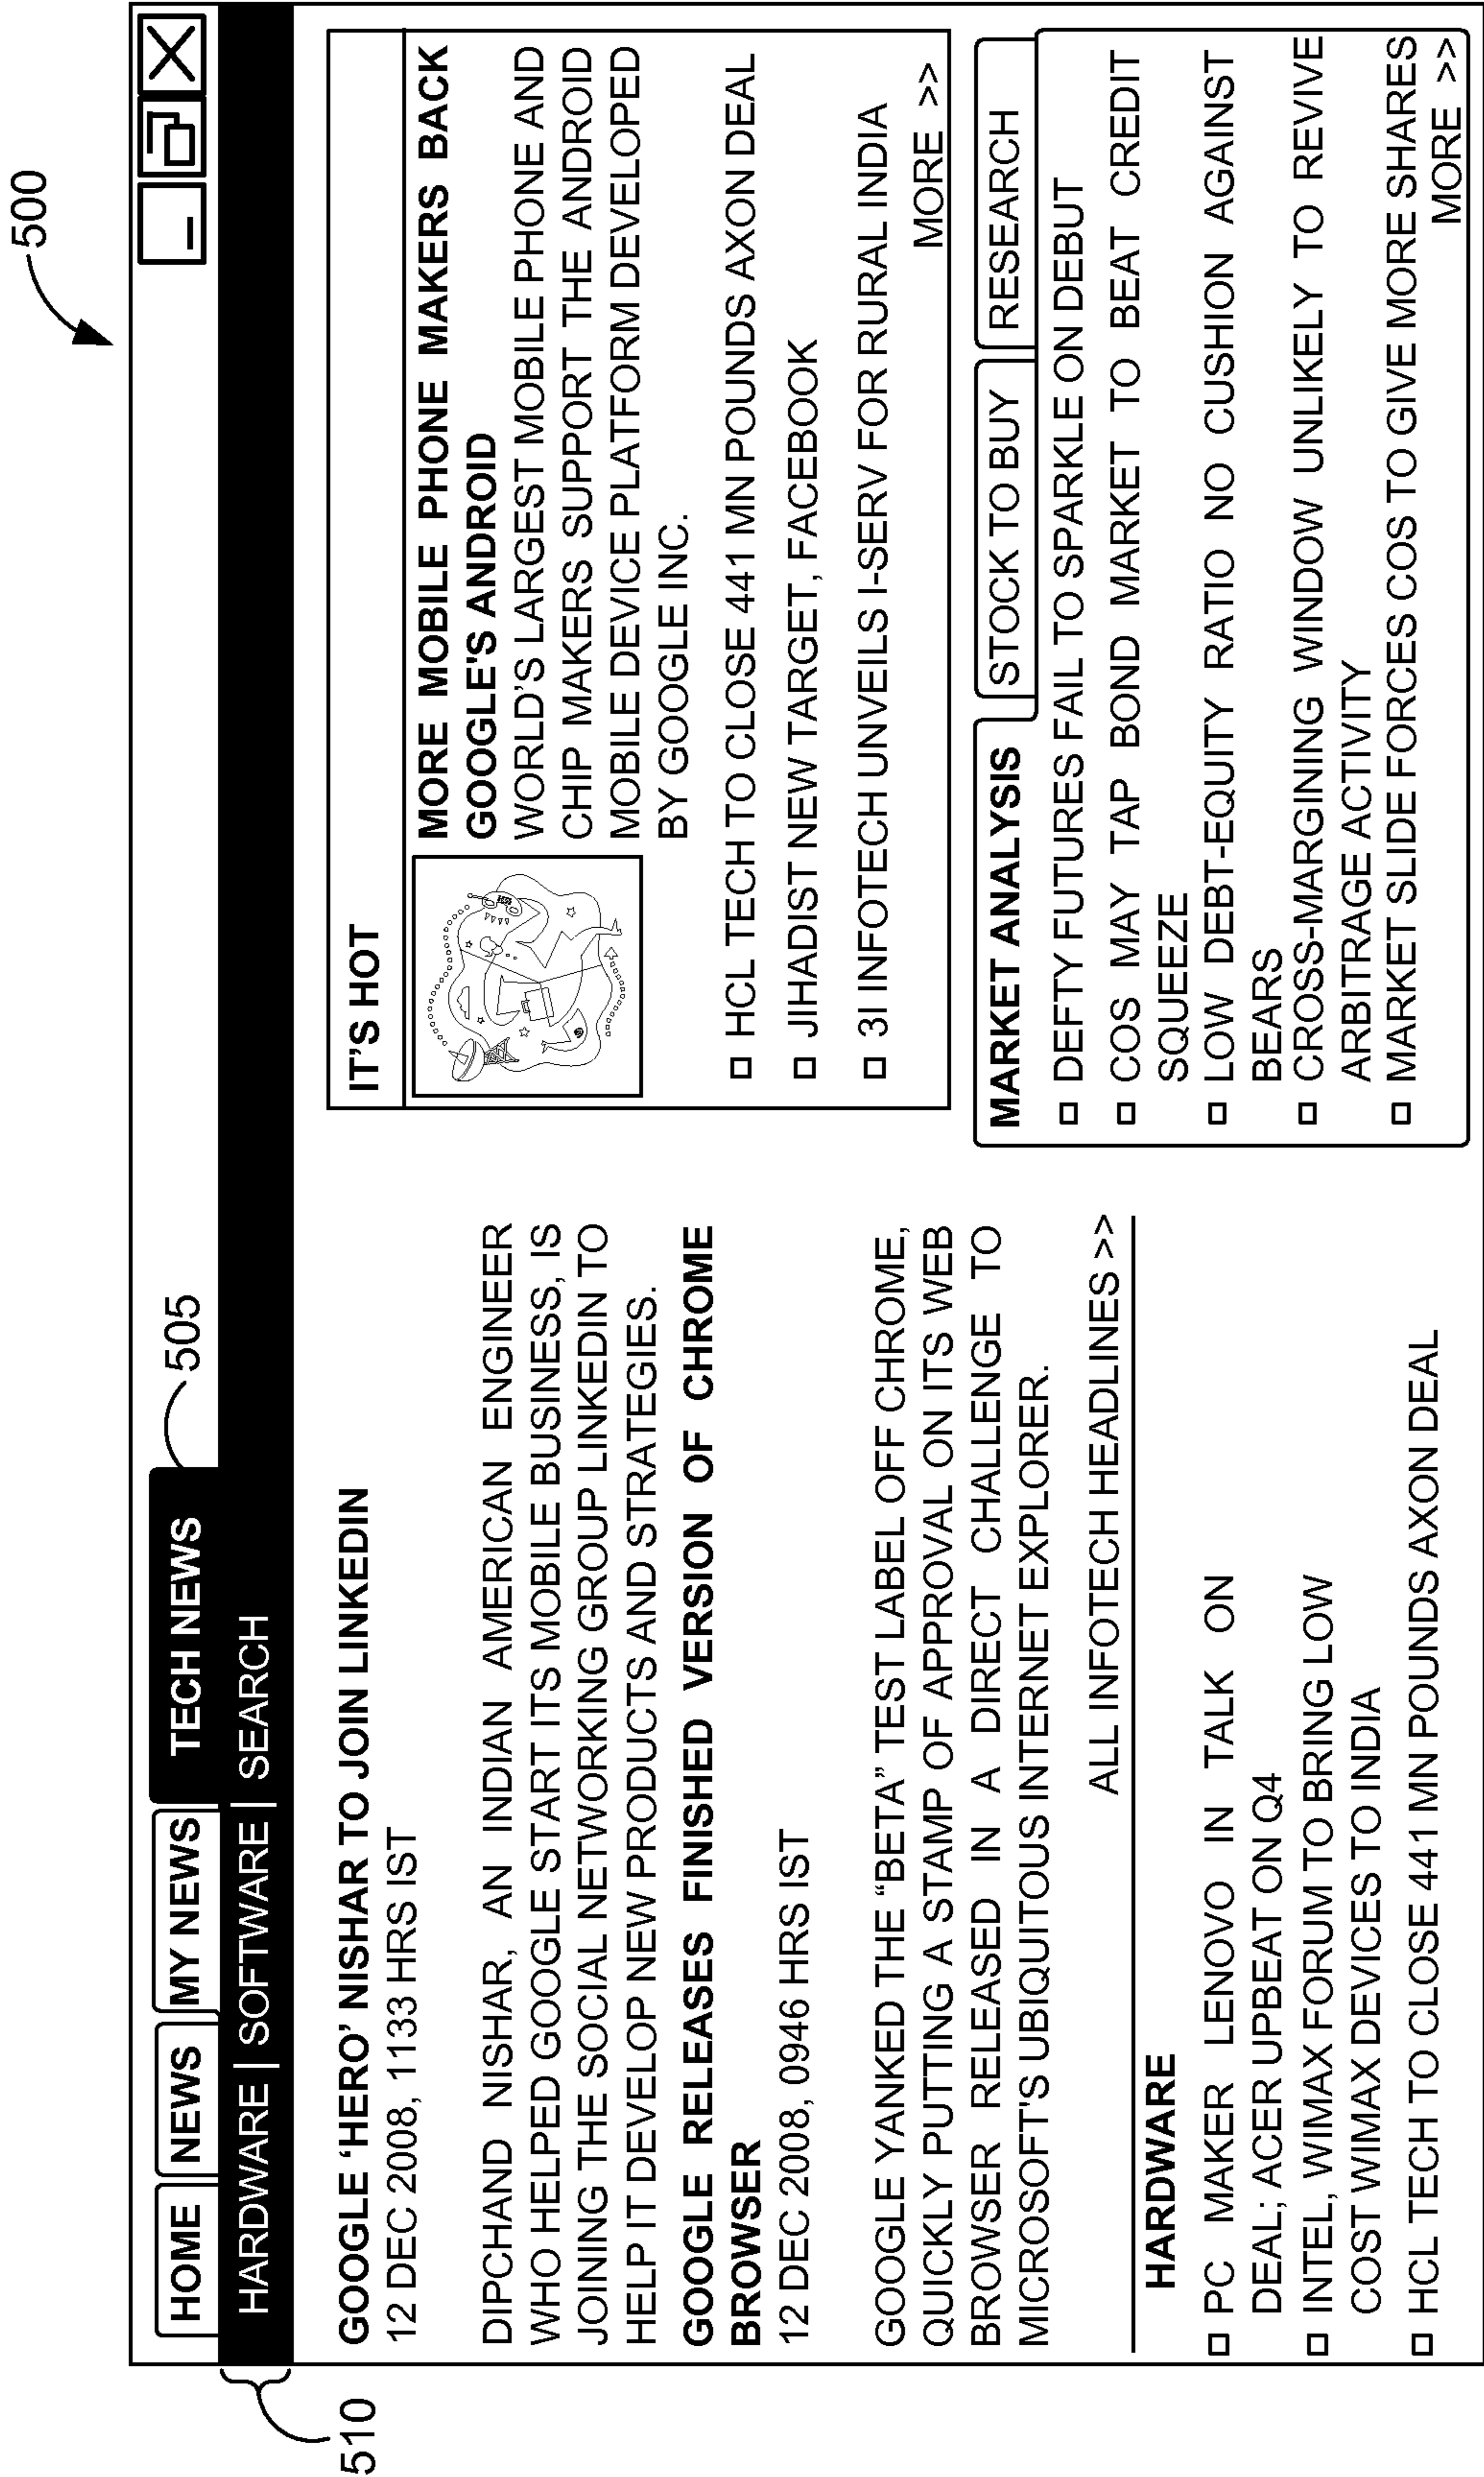 500
505
HOME
NEWS
MY NEWS
TECH NEWS
510
HARDWARE | SOFTWARE | SEARCH
GOOGLE ‘HERO’ NISHAR TO JOIN LINKEDIN
12 DEC 2008, 1133 HRS IST
DIPCHAND NISHAR, AN INDIAN AMERICAN ENGINEER
WHO HELPED GOOGLE START ITS MOBILE BUSINESS, IS
JOINING THE SOCIAL NETWORKING GROUP LINKEDIN TO
HELP IT DEVELOP NEW PRODUCTS AND STRATEGIES.
GOOGLE RELEASES FINISHED VERSION OF CHROME
BROWSER
12 DEC 2008, 0946 HRS IST
GOOGLE YANKED THE “BETA” TEST LABEL OFF CHROME,
QUICKLY PUTTING A STAMP OF APPROVAL ON ITS WEB
BROWSER RELEASED IN A DIRECT CHALLENGE TO
MICROSOFT'S UBIQUITOUS INTERNET EXPLORER.
ALL INFOTECH HEADLINES >>
HARDWARE
PC MAKER LENOVO IN TALK ON
DEAL; ACER UPBEAT ON Q4
INTEL, WIMAX FORUM TO BRING LOW
COST WIMAX DEVICES TO INDIA
HCL TECH TO CLOSE 441 MN POUNDS AXON DEAL
IT'S HOT
MORE MOBILE PHONE MAKERS BACK
GOOGLE'S ANDROID
WORLD'S LARGEST MOBILE PHONE AND
CHIP MAKERS SUPPORT THE ANDROID
MOBILE DEVICE PLATFORM DEVELOPED
BY GOOGLE INC.
HCL TECH TO CLOSE 441 MN POUNDS AXON DEAL
JIHADIST NEW TARGET, FACEBOOK
3I INFOTECH UNVEILS I-SERV FOR RURAL INDIA
MORE >>
MARKET ANALYSIS
STOCK TO BUY
RESEARCH
DEFTY FUTURES FAIL TO SPARKLE ON DEBUT
COS MAY TAP BOND MARKET TO BEAT CREDIT
SQUEEZE
LOW DEBT-EQUITY RATIO NO CUSHION AGAINST
BEARS
CROSS-MARGINING WINDOW UNLIKELY TO REVIVE
ARBITRAGE ACTIVITY
MARKET SLIDE FORCES COS TO GIVE MORE SHARES
MORE >>